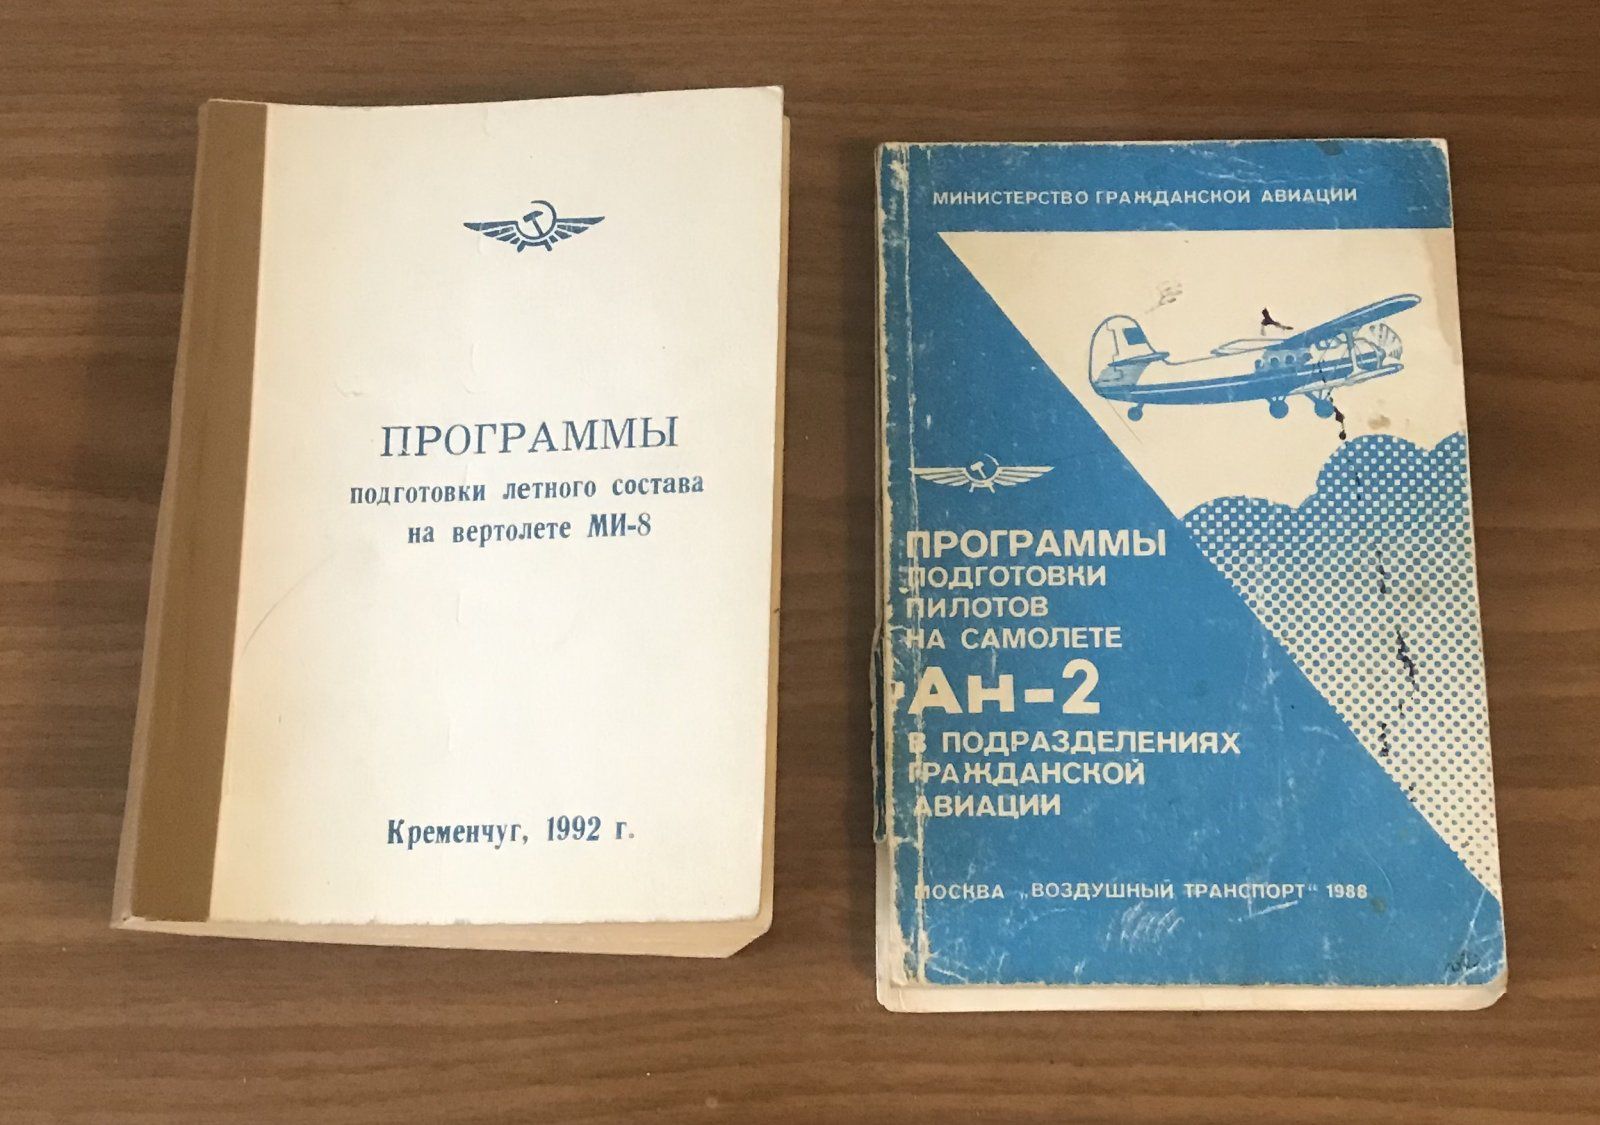 ПРОГРАММЫ
подготовки летного состава
на вертолете МИ-8
Кременчуг, 1992 г.
МИНИСТЕРСТВО ГРАЖДАНСКОЙ АВИАЦИИ
ПРОГРАММЫ
ПОДГОТОВКИ
ПИЛОТОВ
НА САМОЛЕТЕ
Ан-2
В ПОДРАЗДЕЛЕНИЯХ
ГРАЖДАНСКОЙ
АВИАЦИИ
МОСКВА „ВОЗДУШНЫЙ ТРАНСПОРТ“ 1988